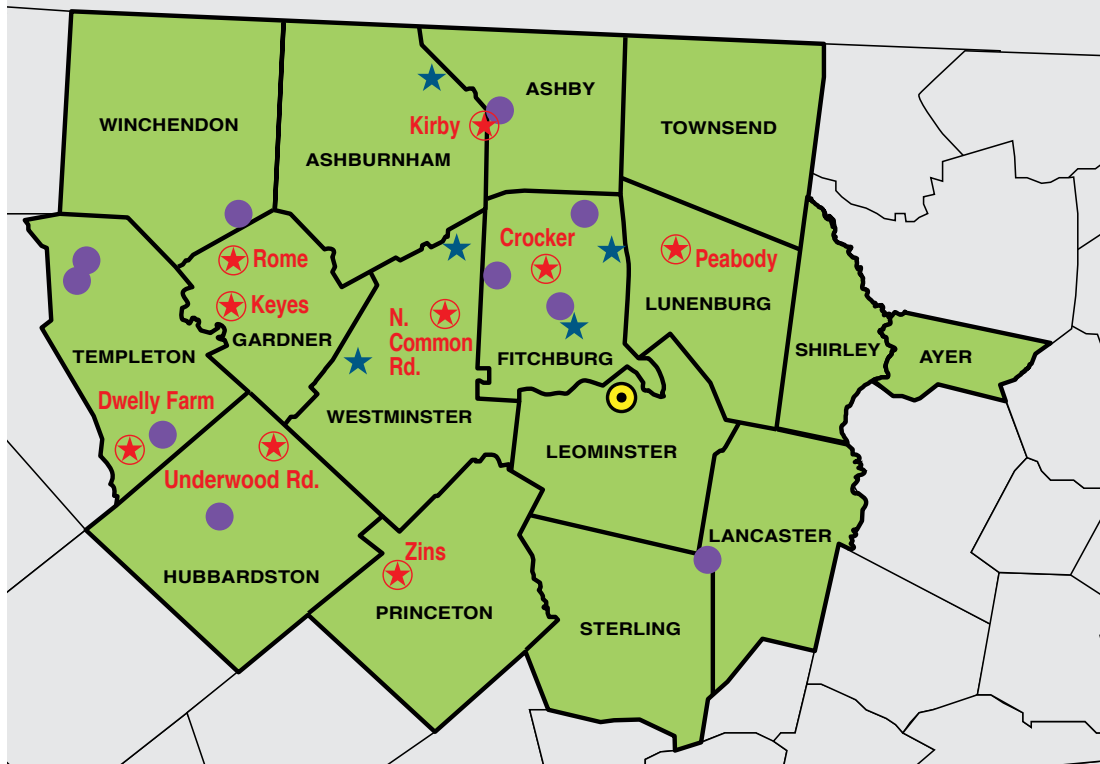 ASHBY
WINCHENDON
Kirby
TOWNSEND
ASHBURNHAM
Crocker
Rome
Peabody
Keyes
LUNENBURG
N.
Common
Rd.
GARDNER
SHIRLEY
TEMPLETON
FITCHBURG
AYER
Dwelly Farm
WESTMINSTER
LEOMINSTER
Underwood Rd.
LANCASTER
Zins
HUBBARDSTON
PRINCETON
STERLING